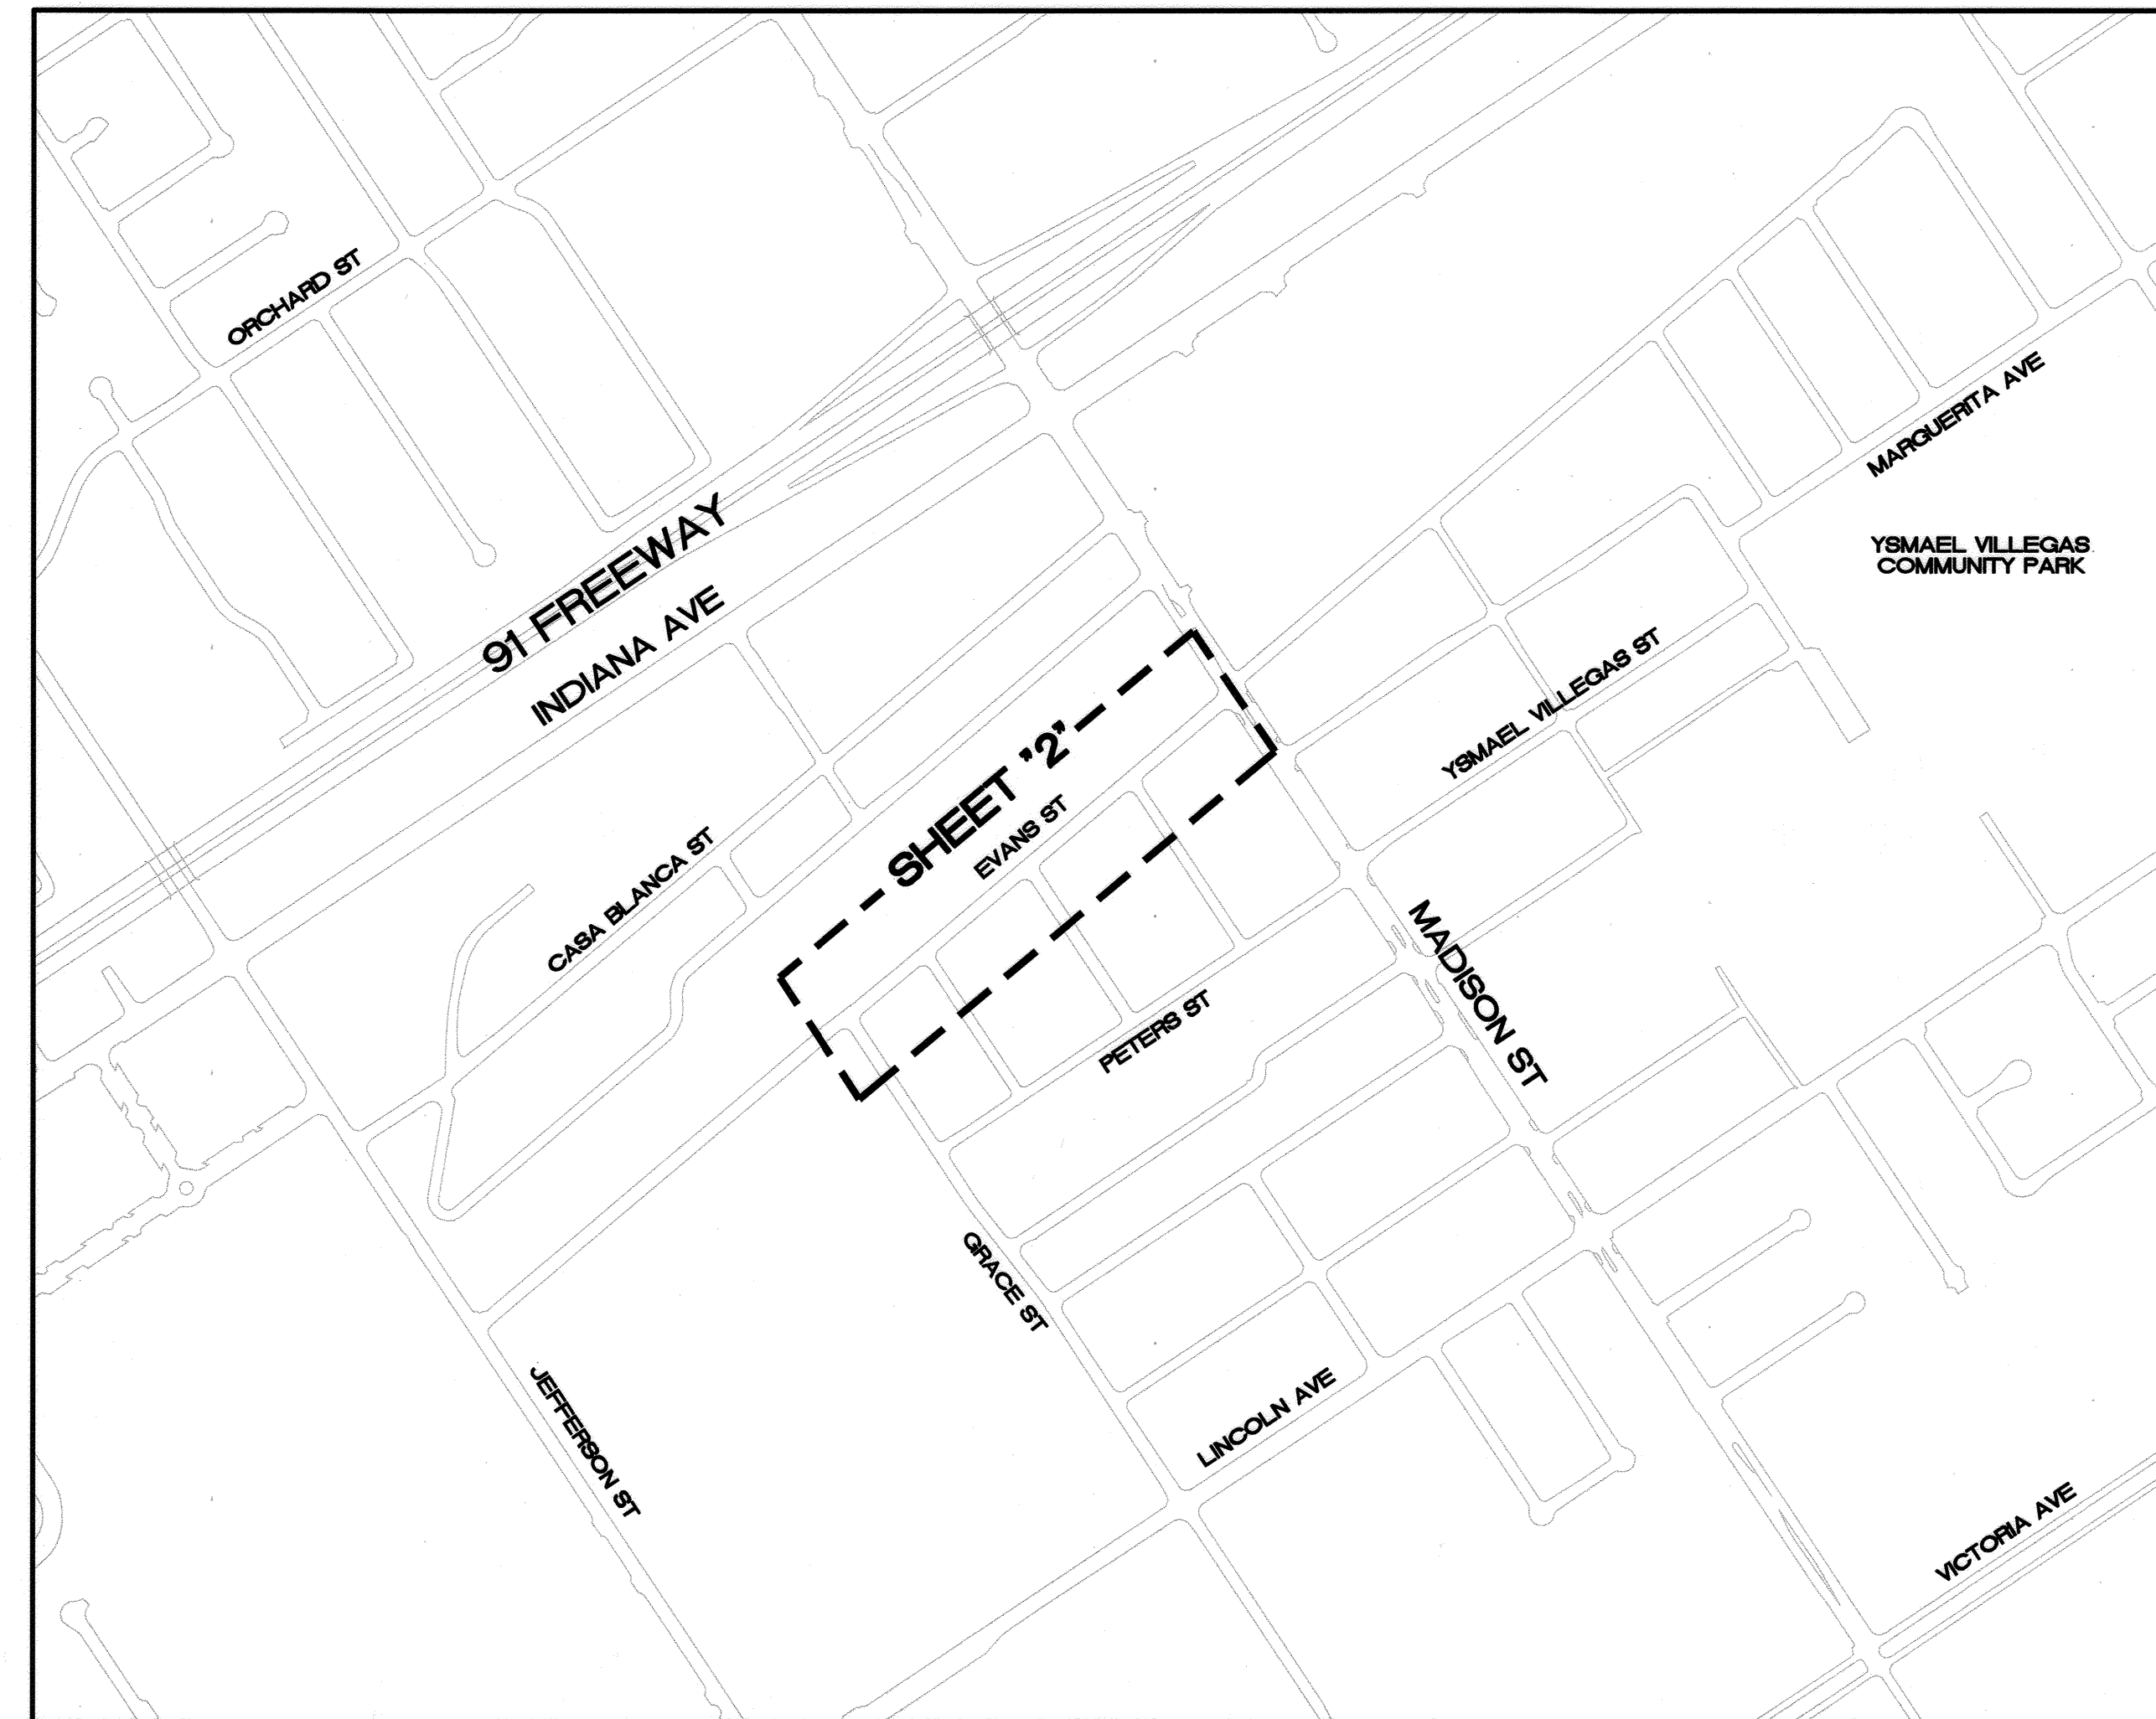 ORCHARD ST
MARGUERITA AVE
91 FREEWAY
YSMAEL VILLEGAS
COMMUNITY PARK
INDIANA AVE
YSMAEL VILLEGAS ST
SHEET "2"
EVANS ST
CASA BLANCA ST
MADISON ST
PETERS ST
GRACE ST
JEFFERSON ST
LINCOLN AVE
VICTORIA AVE